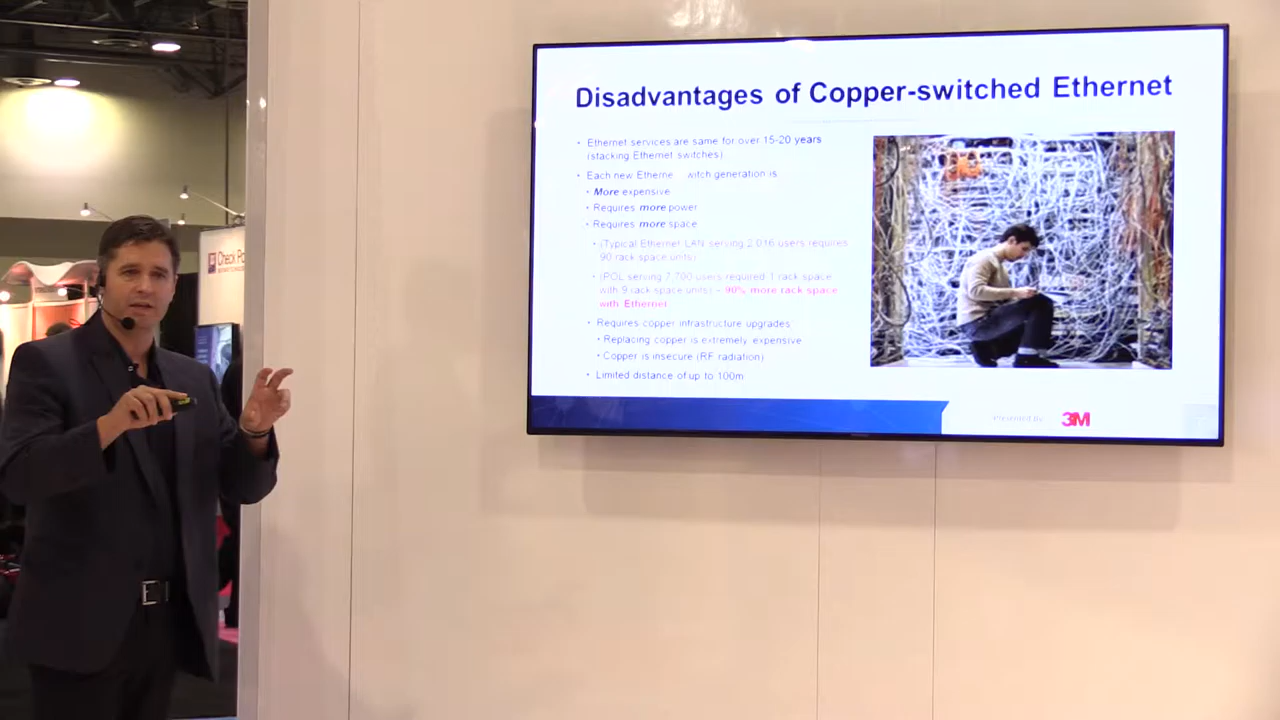 Disadvantages of Copper-switched Ethernet
• Ethernet services are same for over 15-20 years
(stacking Ethernet switches)
• Each new Etherne witch generation is
• More expensive
• Requires more power
• Requires more space
• (Typical Ethernet LAN serving 2,016 users requires
90 rack space units)
• (POL serving 7,700 users required 1 rack space
with 9 rack space units) – 90% more rack space
with Ethernet
• Requires copper infrastructure upgrades
• Replacing copper is extremely expensive
• Copper is insecure (RF radiation)
• Limited distance of up to 100m
Presented by
3M
Check Po